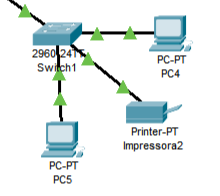 2960-24TT
Switch1
PC-PT
PC4
Printer-PT
Impressora2
PC-PT
PC5